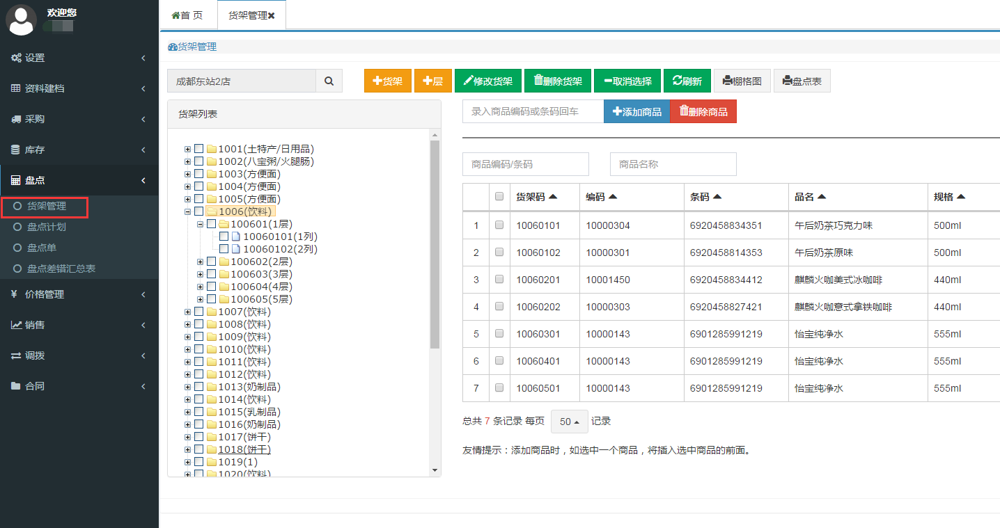 欢迎您
设置
资料建档
采购
库存
盘点
货架管理
盘点计划
盘点单
盘点差错汇总表
¥ 价格管理
销售
调拨
合同
首 页 货架管理
货架管理
成都东站2店 货架 层 修改货架 删除货架 取消选择 刷新 棚格图 盘点表
货架列表
1001(土特产/日用品)
1002(八宝粥/火腿肠)
1003(方便面)
1004(方便面)
1005(方便面)
1006(饮料)
100601(1层)
10060101(1列)
10060102(2列)
100602(2层)
100603(3层)
100604(4层)
100605(5层)
1007(饮料)
1008(饮料)
1009(饮料)
1010(饮料)
1011(饮料)
1012(饮料)
1013(奶制品)
1014(饮料)
1015(乳制品)
1016(奶制品)
1017(饼干)
1018(饼干)
1019(1)
1020(饮料)
录入商品编码或条码回车 添加商品 删除商品
商品编码/条码 商品名称
货架码 编码 条码 品名 规格
1 10060101 10000304 6920458834351 午后奶茶巧克力味 500ml
2 10060102 10000301 6920458814353 午后奶茶原味 500ml
3 10060201 10001450 6920458834412 麒麟火咖美式冰咖啡 440ml
4 10060202 10000303 6920458827421 麒麟火咖意式拿铁咖啡 440ml
5 10060301 10000143 6901285991219 怡宝纯净水 555ml
6 10060401 10000143 6901285991219 怡宝纯净水 555ml
7 10060501 10000143 6901285991219 怡宝纯净水 555ml
总共 7 条记录 每页 50 记录
友情提示：添加商品时，如选中一个商品，将插入选中商品的前面。